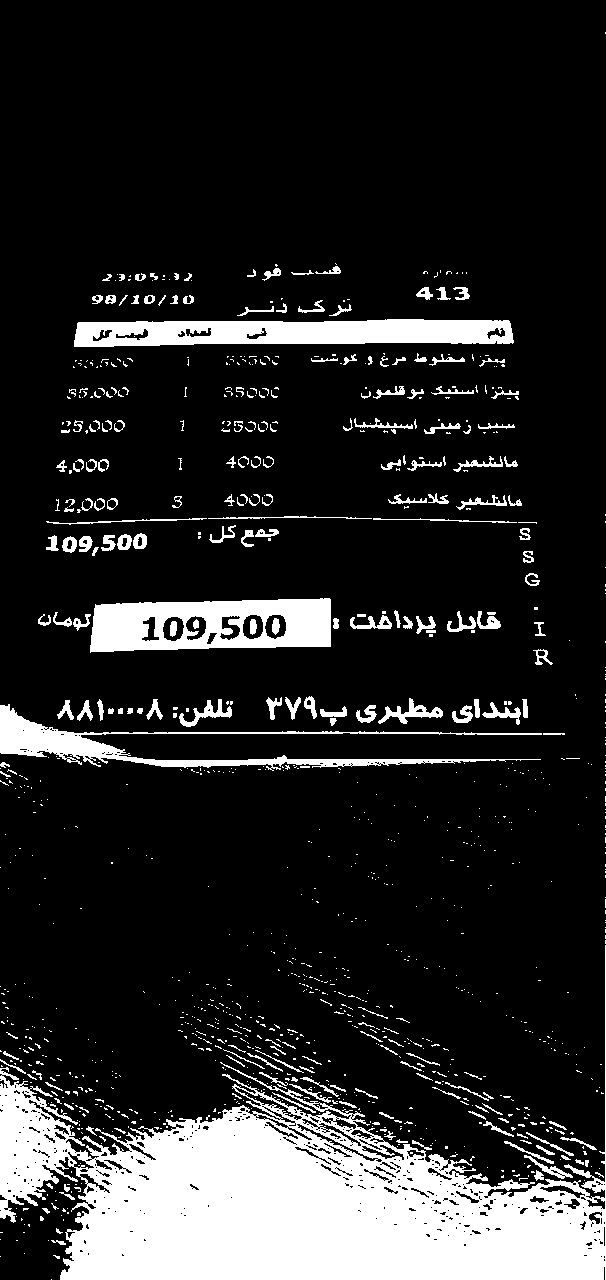 فست فود
23:05:32
شماره
ترک دنر
98/10/10
413
نام فی تعداد قیمت کل
پیتزا مخلوط مرغ و گوشت 33500 1 33,500
پیتزا استیک بوقلمون 35000 1 35,000
سیب زمینی اسپیشیال 25000 1 25,000
مالشعیر استوایی 4000 1 4,000
مالشعیر کلاسیک 4000 3 12,000
جمع کل : 109,500
قابل پرداخت : 109,500 تومان
SSG.IR
ابتدای مطهری پ۳۷۹ تلفن: ۸۸۱۰۰۰۰۸